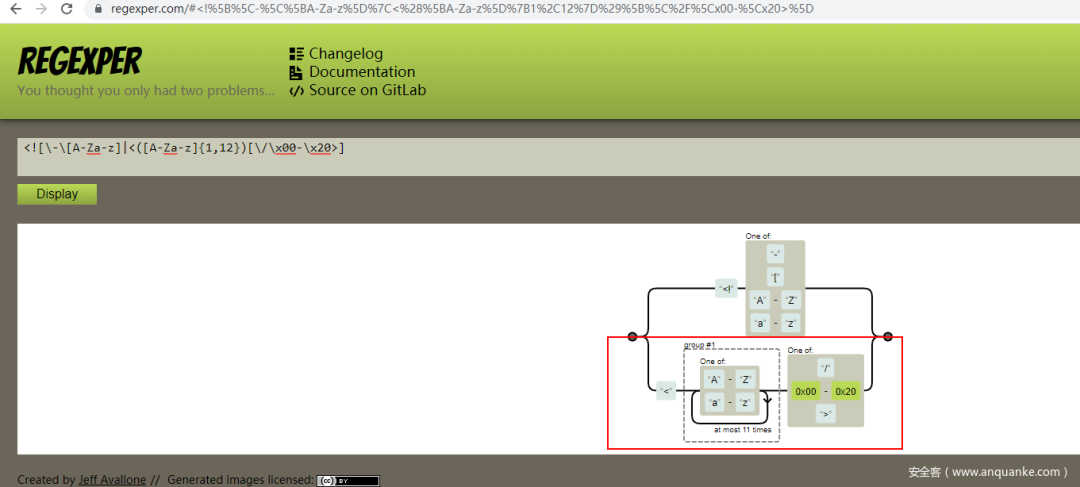 regexper.com/#<!%5B%5C-%5C%5BA-Za-z%5D%7C<%28%5BA-Za-z%5D%7B1%2C12%7D%29%5B%5C%2F%5Cx00-%5Cx20>%5D
REGEXPER
You thought you only had two problems...
Changelog
Documentation
Source on GitLab
<![\-\[A-Za-z]|<([A-Za-z]{1,12})[\/\x00-\x20>]
Display
One of:
"-"
"["
"<!"
"A" - "Z"
"a" - "z"
group #1
One of:
"A" - "Z"
"a" - "z"
at most 11 times
"<"
One of:
"/"
0x00 - 0x20
">"
Created by Jeff Avallone // Generated images licensed: (cc) BY
安全客（www.anquanke.com）